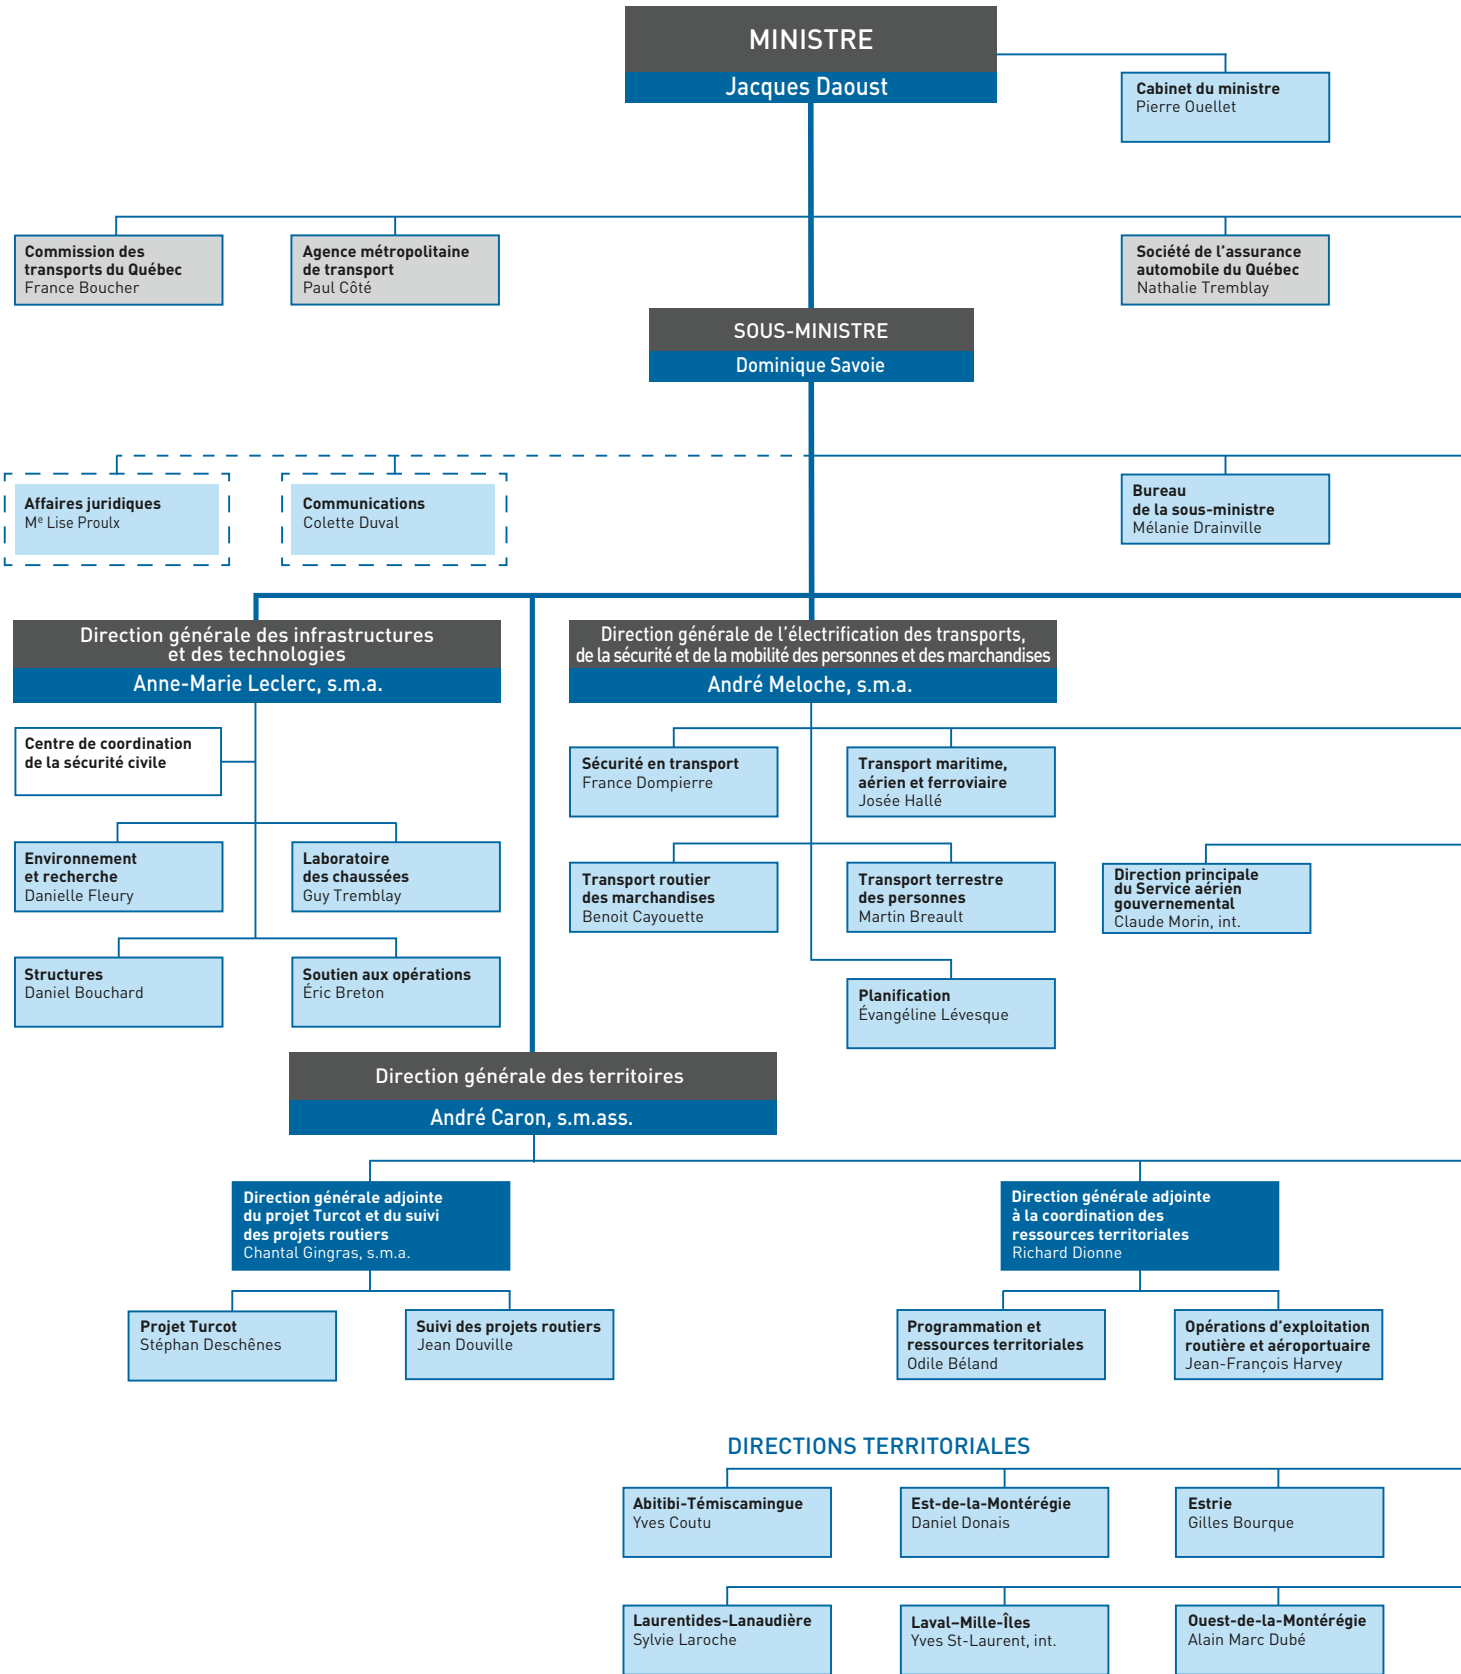 MINISTRE
Jacques Daoust
Cabinet du ministre
Pierre Ouellet
Commission des
transports du Québec
France Boucher
Agence métropolitaine
de transport
Paul Côté
Société de l'assurance
automobile du Québec
Nathalie Tremblay
SOUS-MINISTRE
Dominique Savoie
Affaires juridiques
Mᵉ Lise Proulx
Communications
Colette Duval
Bureau
de la sous-ministre
Mélanie Drainville
Direction générale des infrastructures
et des technologies
Anne-Marie Leclerc, s.m.a.
Direction générale de l'électrification des transports,
de la sécurité et de la mobilité des personnes et des marchandises
André Meloche, s.m.a.
Centre de coordination
de la sécurité civile
Sécurité en transport
France Dompierre
Transport maritime,
aérien et ferroviaire
Josée Hallé
Environnement
et recherche
Danielle Fleury
Laboratoire
des chaussées
Guy Tremblay
Transport routier
des marchandises
Benoit Cayouette
Transport terrestre
des personnes
Martin Breault
Direction principale
du Service aérien
gouvernemental
Claude Morin, int.
Structures
Daniel Bouchard
Soutien aux opérations
Éric Breton
Planification
Évangéline Lévesque
Direction générale des territoires
André Caron, s.m.ass.
Direction générale adjointe
du projet Turcot et du suivi
des projets routiers
Chantal Gingras, s.m.a.
Direction générale adjointe
à la coordination des
ressources territoriales
Richard Dionne
Projet Turcot
Stéphan Deschênes
Suivi des projets routiers
Jean Douville
Programmation et
ressources territoriales
Odile Béland
Opérations d'exploitation
routière et aéroportuaire
Jean-François Harvey
DIRECTIONS TERRITORIALES
Abitibi-Témiscamingue
Yves Coutu
Est-de-la-Montérégie
Daniel Donais
Estrie
Gilles Bourque
Laurentides-Lanaudière
Sylvie Laroche
Laval–Mille-Îles
Yves St-Laurent, int.
Ouest-de-la-Montérégie
Alain Marc Dubé